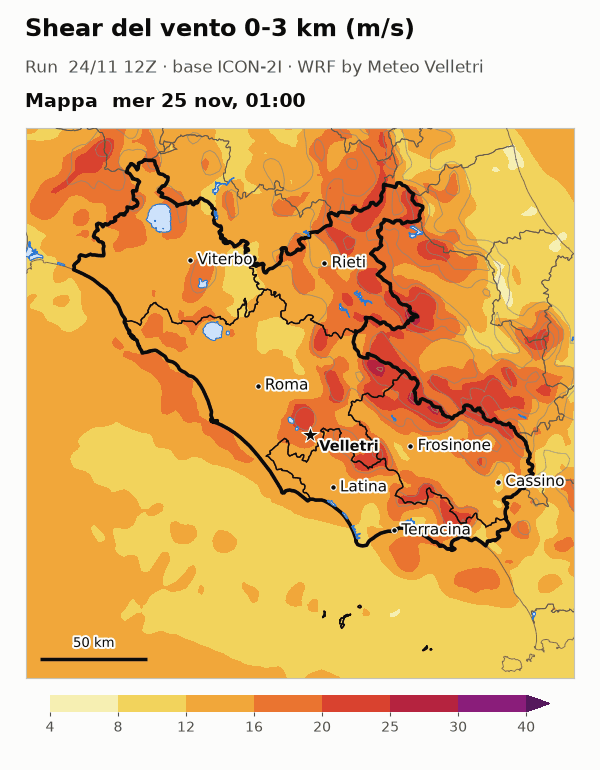 Shear del vento 0-3 km (m/s)
Run  24/11 12Z · base ICON-2I · WRF by Meteo Velletri
Mappa  mer 25 nov, 01:00
Viterbo
Rieti
Roma
Velletri
Frosinone
Cassino
Latina
Terracina
50 km
4 8 12 16 20 25 30 40